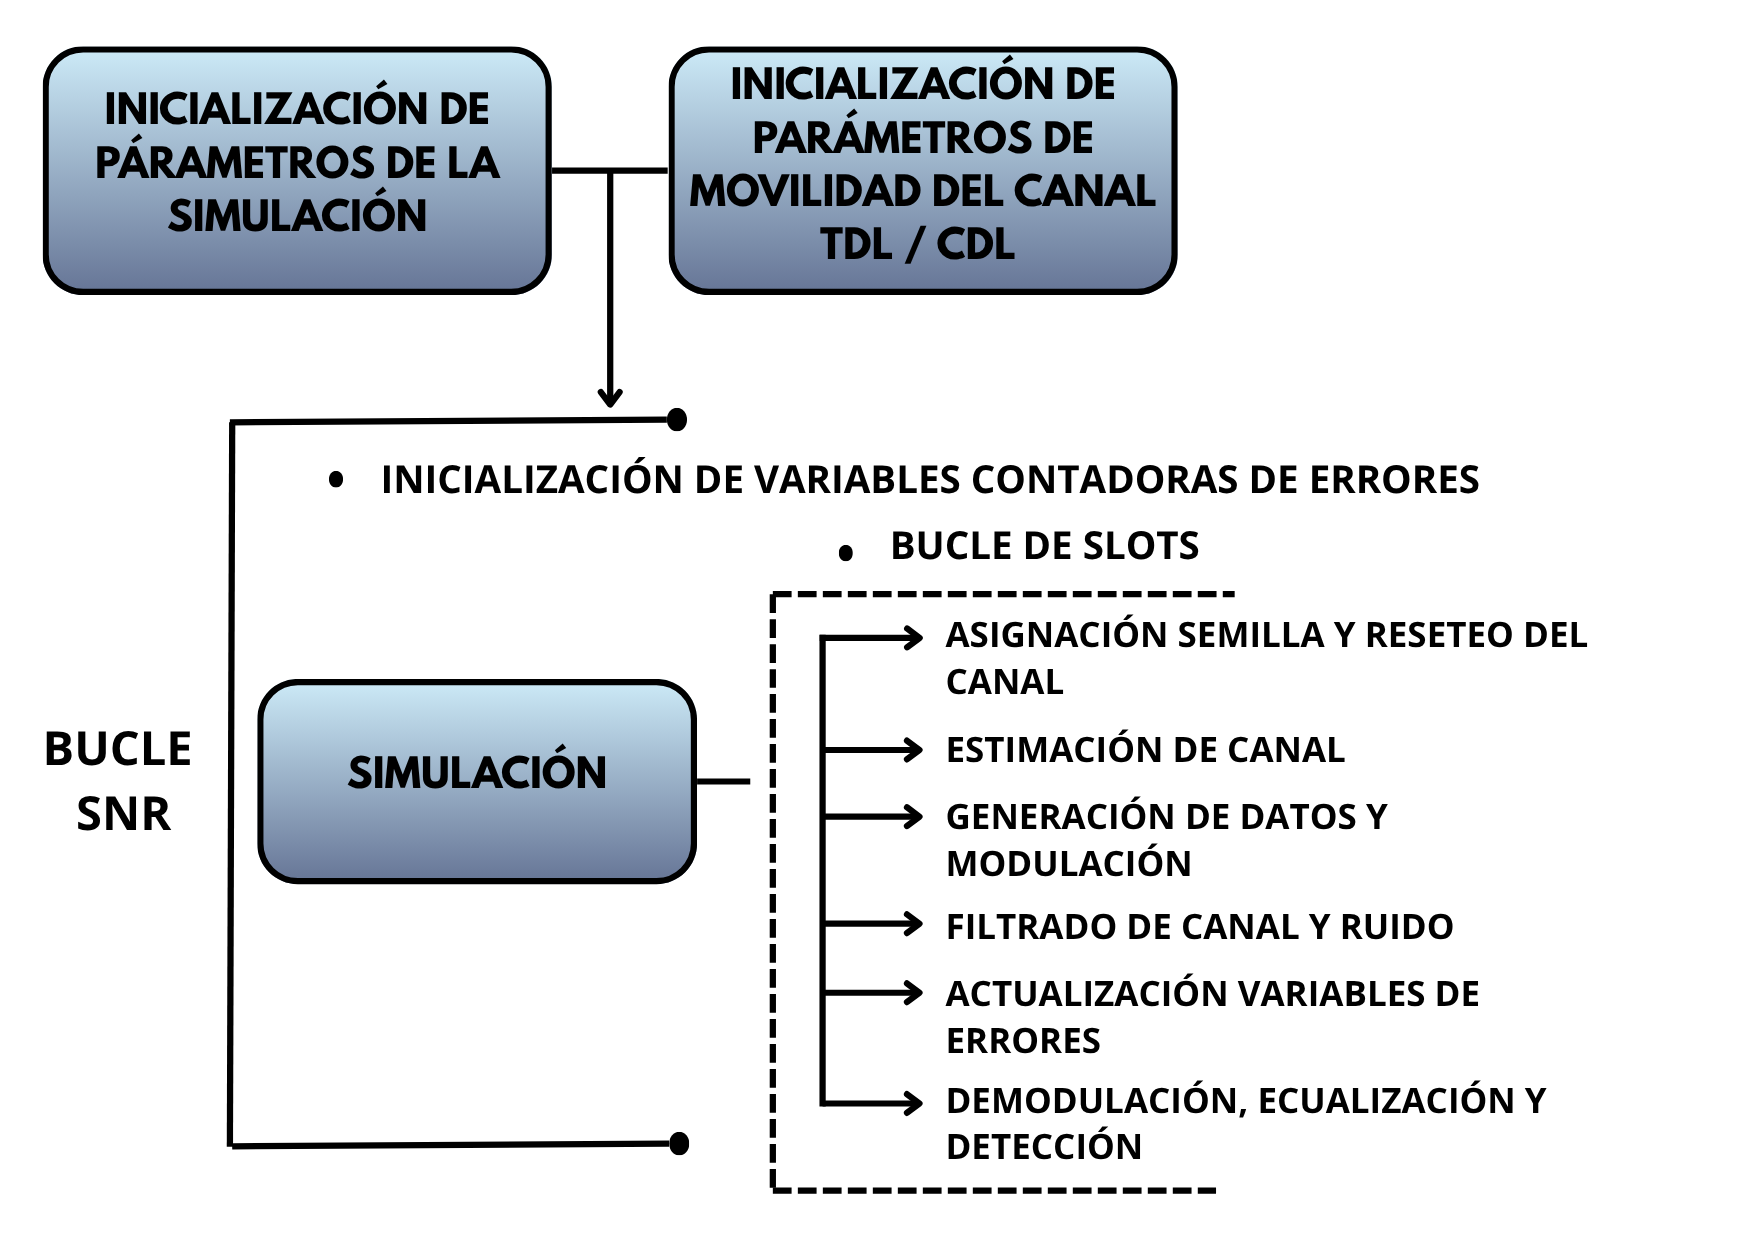 INICIALIZACIÓN DE
PÁRAMETROS DE LA
SIMULACIÓN
INICIALIZACIÓN DE
PARÁMETROS DE
MOVILIDAD DEL CANAL
TDL / CDL
• INICIALIZACIÓN DE VARIABLES CONTADORAS DE ERRORES
• BUCLE DE SLOTS
BUCLE
SNR
SIMULACIÓN
ASIGNACIÓN SEMILLA Y RESETEO DEL
CANAL
ESTIMACIÓN DE CANAL
GENERACIÓN DE DATOS Y
MODULACIÓN
FILTRADO DE CANAL Y RUIDO
ACTUALIZACIÓN VARIABLES DE
ERRORES
DEMODULACIÓN, ECUALIZACIÓN Y
DETECCIÓN